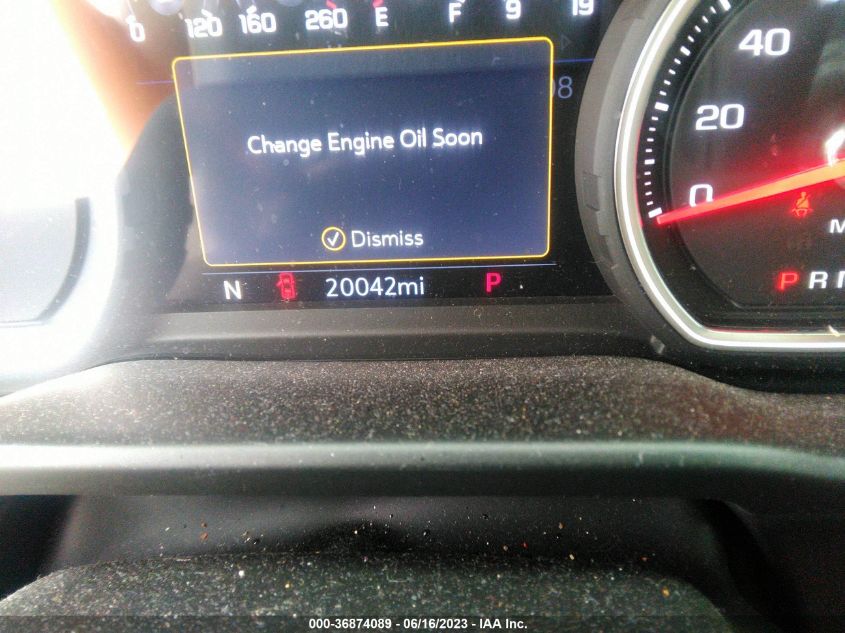 0 120 160 260 E F 9 19
40
Change Engine Oil Soon
20
0
Dismiss
N 20042mi P
P R
000-36874089 - 06/16/2023 - IAA Inc.